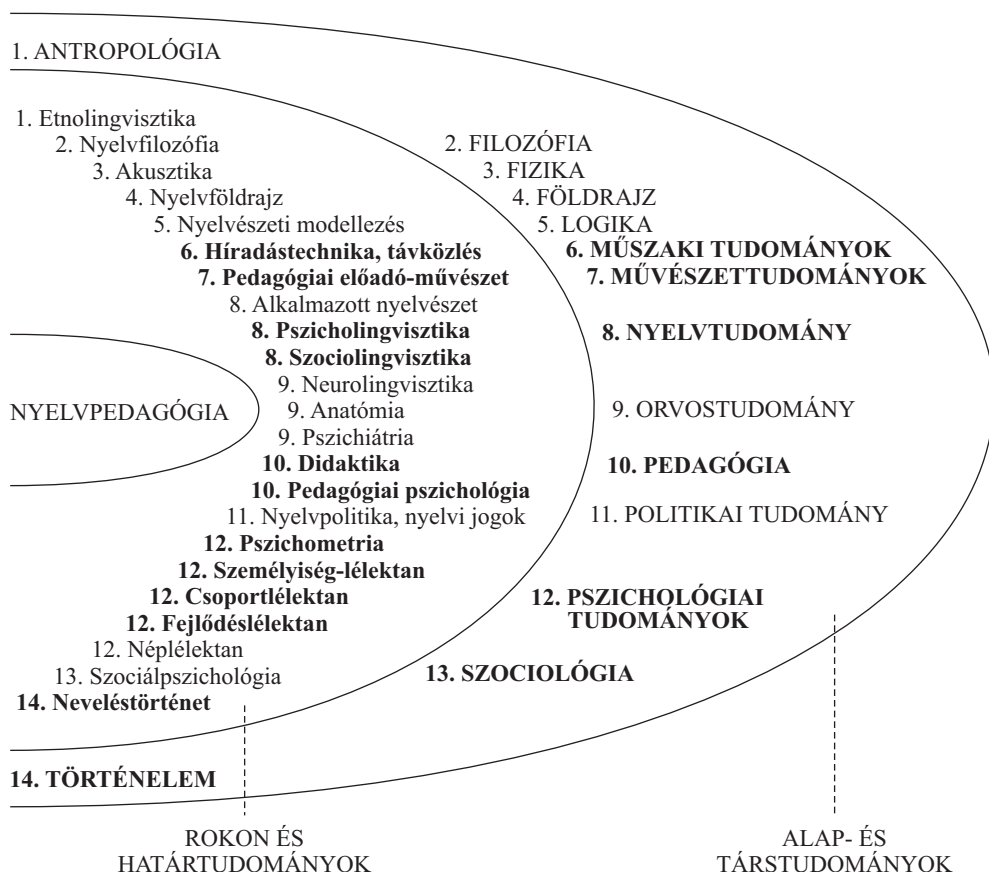 1. ANTROPOLÓGIA
1. Etnolingvisztika
2. Nyelvfilozófia
3. Akusztika
4. Nyelvföldrajz
5. Nyelvészeti modellezés
6. Híradástechnika, távközlés
7. Pedagógiai előadó-művészet
8. Alkalmazott nyelvészet
8. Pszicholingvisztika
8. Szociolingvisztika
9. Neurolingvisztika
9. Anatómia
9. Pszichiátria
10. Didaktika
10. Pedagógiai pszichológia
11. Nyelvpolitika, nyelvi jogok
12. Pszichometria
12. Személyiség-lélektan
12. Csoportlélektan
12. Fejlődéslélektan
12. Néplélektan
13. Szociálpszichológia
14. Neveléstörténet
NYELVPEDAGÓGIA
2. FILOZÓFIA
3. FIZIKA
4. FÖLDRAJZ
5. LOGIKA
6. MŰSZAKI TUDOMÁNYOK
7. MŰVÉSZETTUDOMÁNYOK
8. NYELVTUDOMÁNY
9. ORVOSTUDOMÁNY
10. PEDAGÓGIA
11. POLITIKAI TUDOMÁNY
12. PSZICHOLÓGIAI
TUDOMÁNYOK
13. SZOCIOLÓGIA
14. TÖRTÉNELEM
ROKON ÉS
HATÁRTUDOMÁNYOK
ALAP- ÉS
TÁRSTUDOMÁNYOK